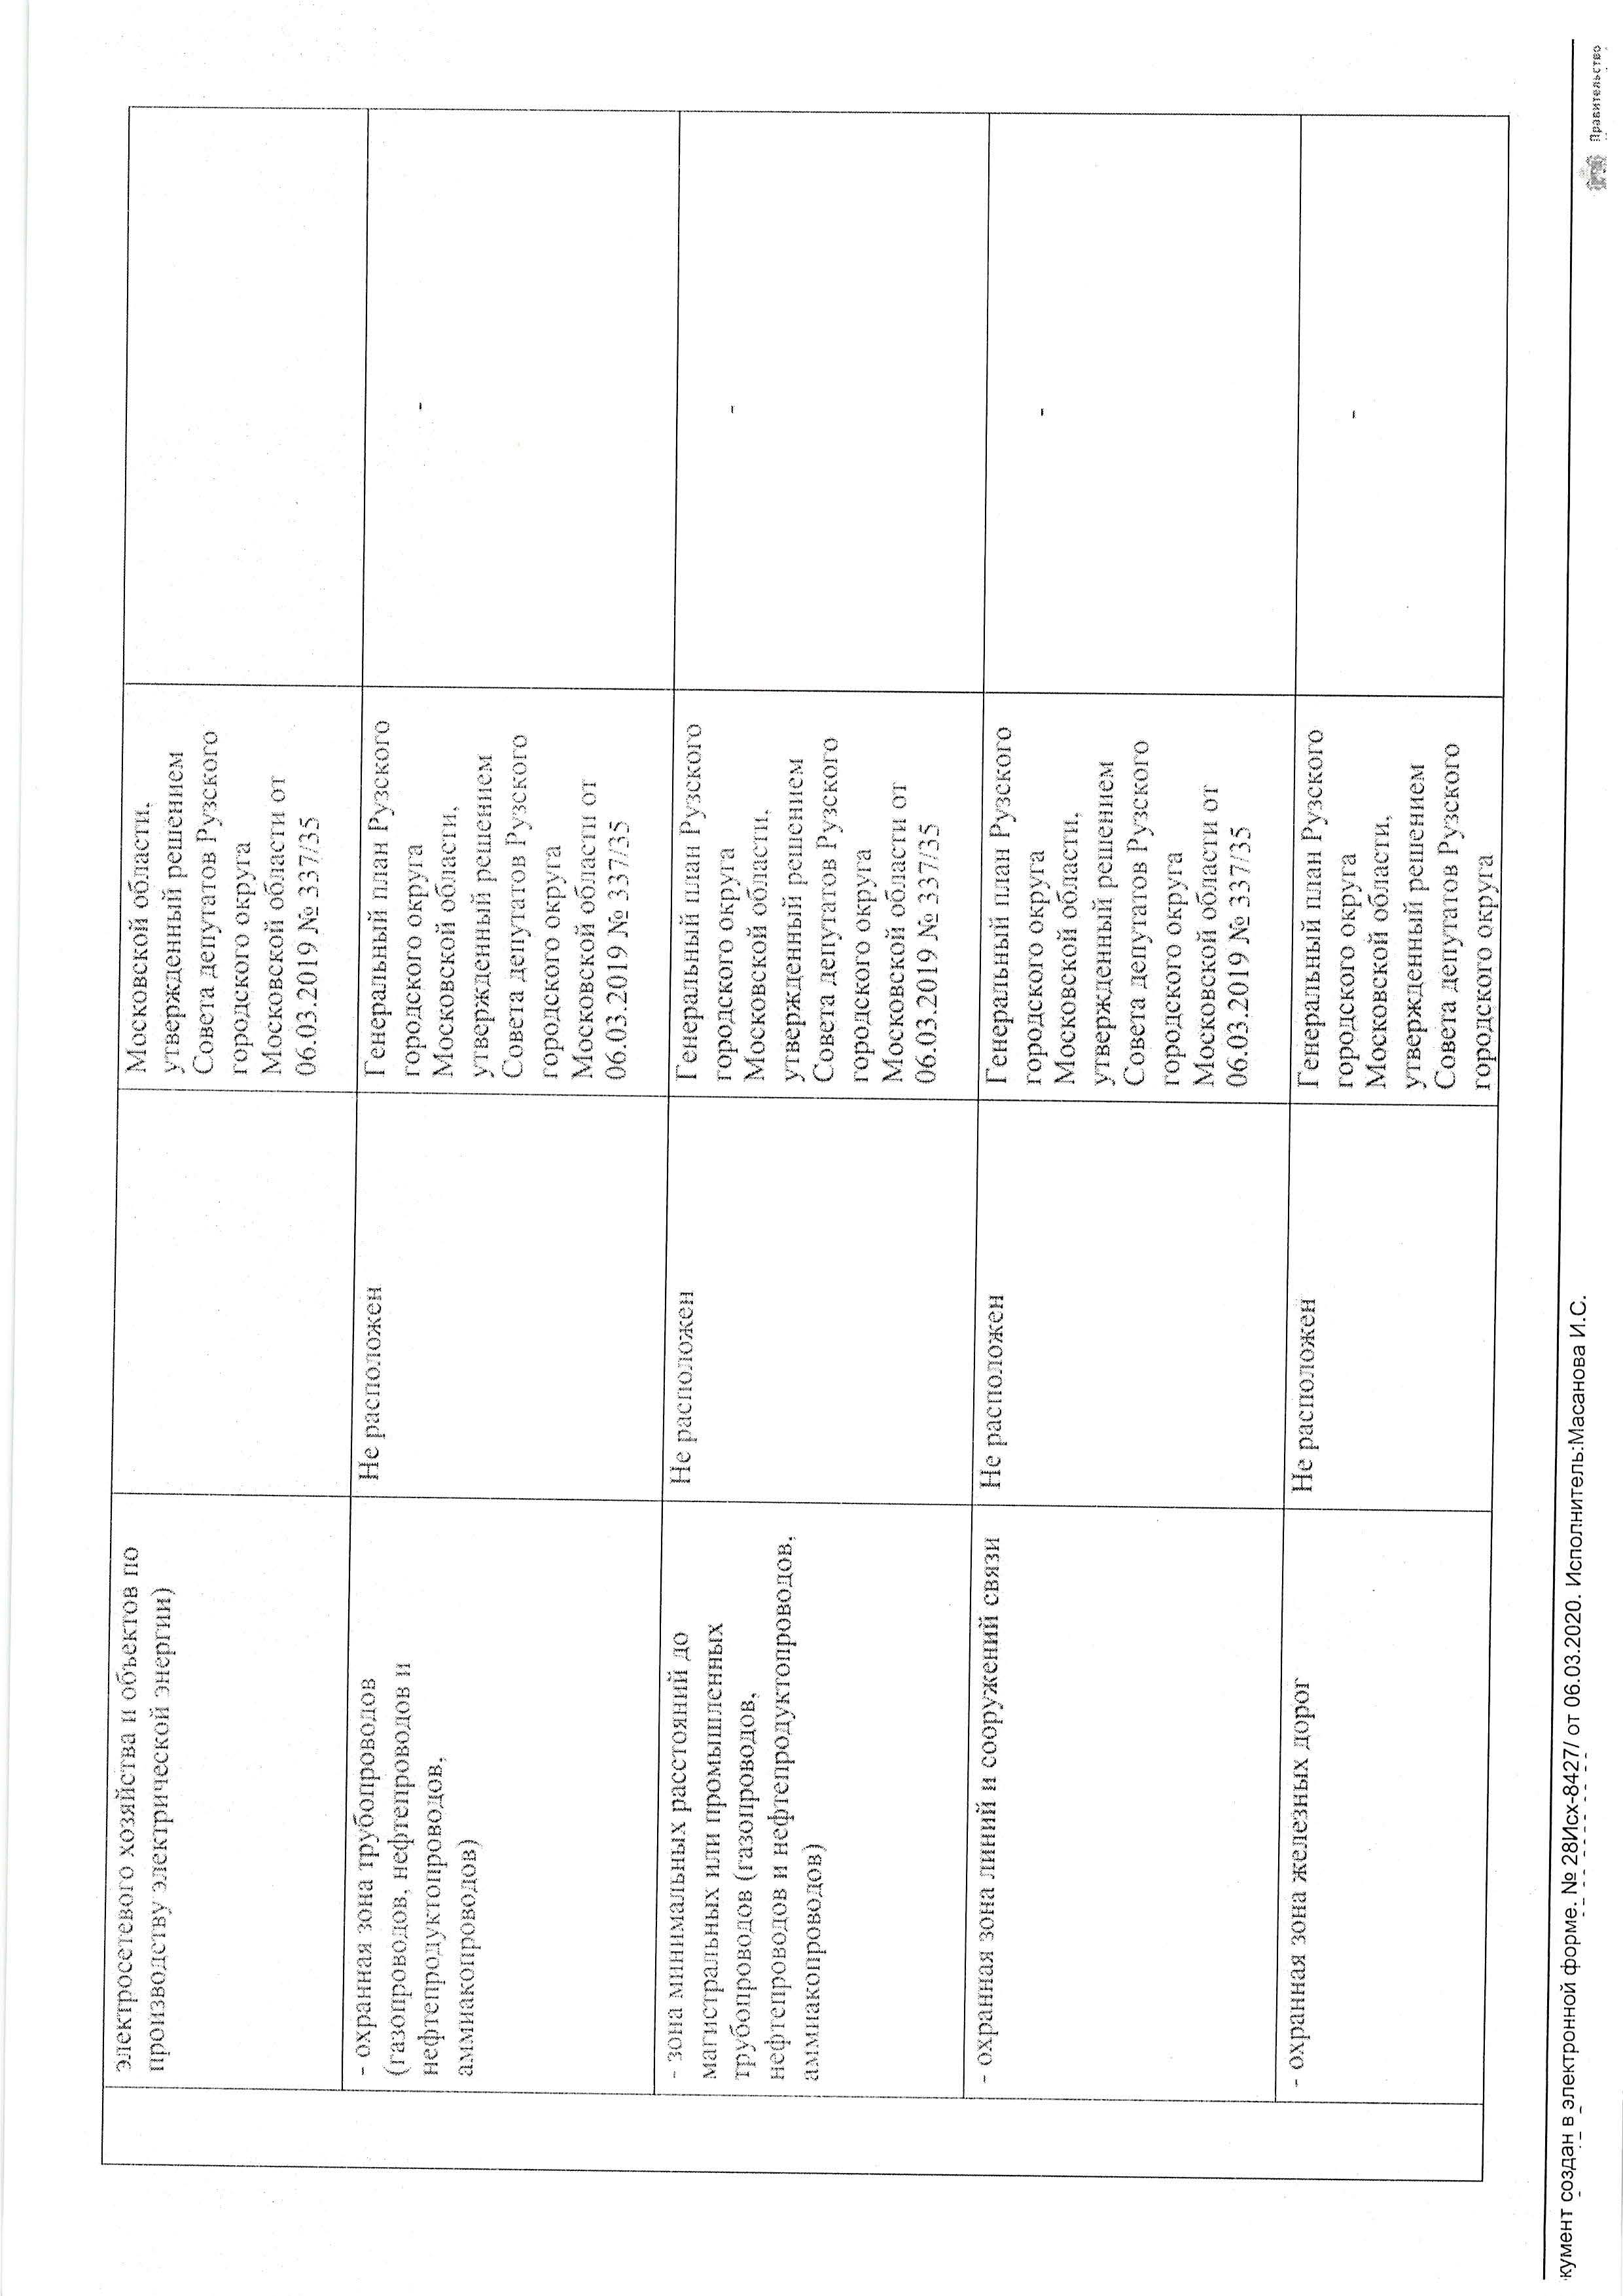 электросетевого хозяйства и объектов по
производству электрической энергии)
Московской области,
утвержденный решением
Совета депутатов Рузского
городского округа
Московской области от
06.03.2019 № 337/35
- охранная зона трубопроводов
(газопроводов, нефтепроводов и
нефтепродуктопроводов,
аммиакопроводов)
Не расположен
Генеральный план Рузского
городского округа
Московской области,
утвержденный решением
Совета депутатов Рузского
городского округа
Московской области от
06.03.2019 № 337/35
-
- зона минимальных расстояний до
магистральных или промышленных
трубопроводов (газопроводов,
нефтепроводов и нефтепродуктопроводов,
аммиакопроводов)
Не расположен
Генеральный план Рузского
городского округа
Московской области,
утвержденный решением
Совета депутатов Рузского
городского округа
Московской области от
06.03.2019 № 337/35
-
- охранная зона линий и сооружений связи
Не расположен
Генеральный план Рузского
городского округа
Московской области,
утвержденный решением
Совета депутатов Рузского
городского округа
Московской области от
06.03.2019 № 337/35
-
- охранная зона железных дорог
Не расположен
Генеральный план Рузского
городского округа
Московской области,
утвержденный решением
Совета депутатов Рузского
городского округа
-
кумент создан в электронной форме. № 28Исх-8427/ от 06.03.2020. Исполнитель:Масанова И.С.
Правительство